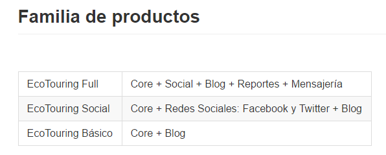 Familia de productos
EcoTouring Full Core + Social + Blog + Reportes + Mensajería
EcoTouring Social Core + Redes Sociales: Facebook y Twitter + Blog
EcoTouring Básico Core + Blog